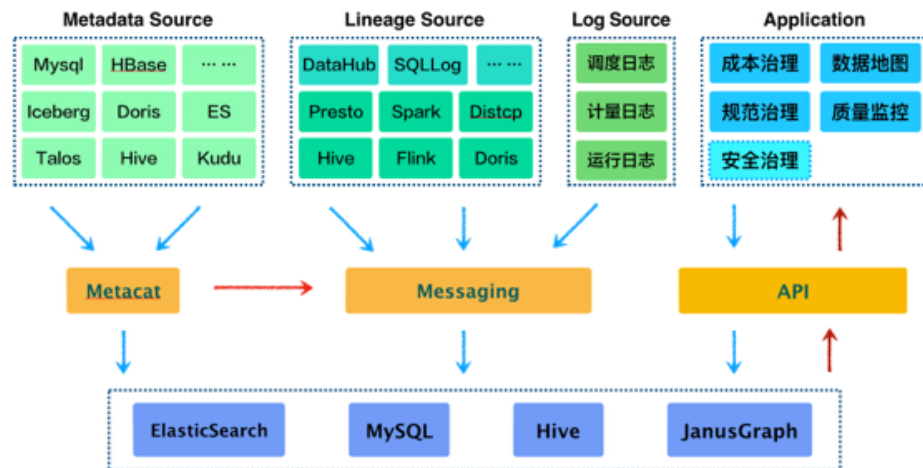 Metadata Source
Lineage Source
Log Source
Application
Mysql
HBase
... ...
Iceberg
Doris
ES
Talos
Hive
Kudu
DataHub
SQLLog
... ...
Presto
Spark
Distcp
Hive
Flink
Doris
调度日志
计量日志
运行日志
成本治理
数据地图
规范治理
质量监控
安全治理
Metacat
Messaging
API
ElasticSearch
MySQL
Hive
JanusGraph